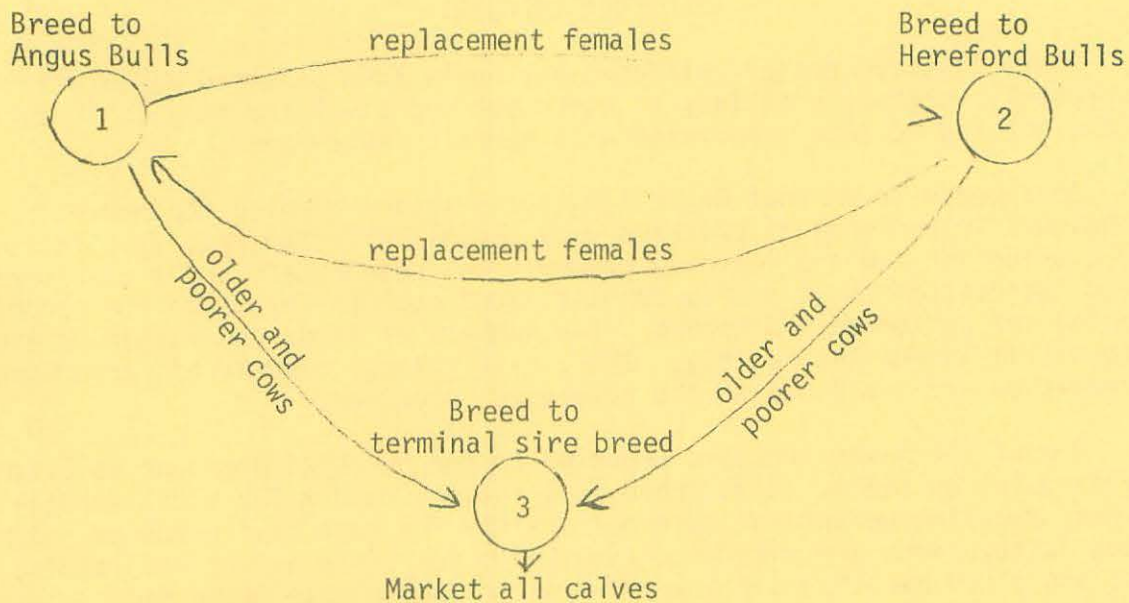 Breed to
Angus Bulls
1
replacement females
Breed to
Hereford Bulls
2
replacement females
older and
poorer cows
older and
poorer cows
Breed to
terminal sire breed
3
Market all calves